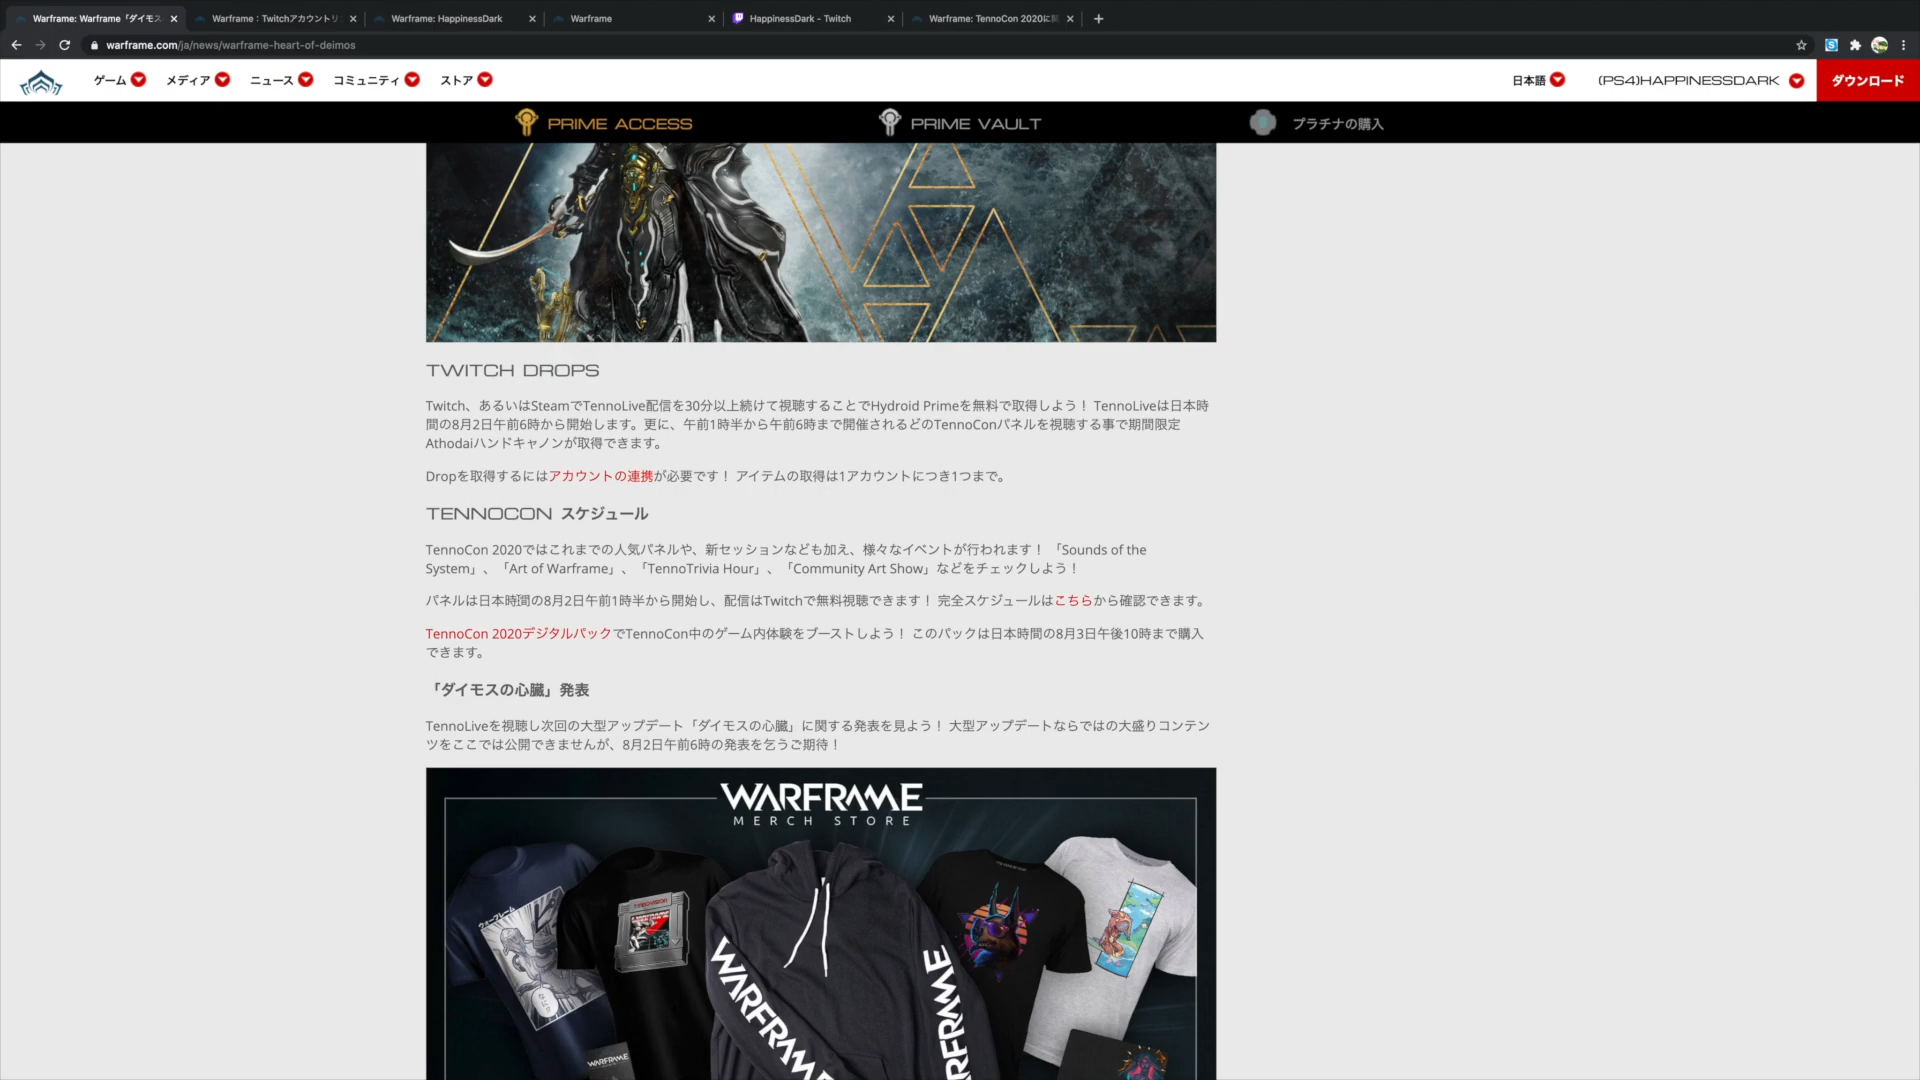 Warframe: Warframe「ダイモス
Warframe：Twitchアカウントリ
Warframe: HappinessDark
Warframe
HappinessDark - Twitch
Warframe: TennoCon 2020に
warframe.com/ja/news/warframe-heart-of-deimos
ゲーム
メディア
ニュース
コミュニティ
ストア
日本語
(PS4)HAPPINESSDARK
ダウンロード
PRIME ACCESS
PRIME VAULT
プラチナの購入
TWITCH DROPS
Twitch、あるいはSteamでTennoLive配信を30分以上続けて視聴することでHydroid Primeを無料で取得しよう！ TennoLiveは日本時
間の8月2日午前6時から開始します。更に、午前1時半から午前6時まで開催されるどのTennoConパネルを視聴する事で期間限定
Athodaiハンドキャノンが取得できます。
Dropを取得するにはアカウントの連携が必要です！ アイテムの取得は1アカウントにつき1つまで。
TENNOCON スケジュール
TennoCon 2020ではこれまでの人気パネルや、新セッションなども加え、様々なイベントが行われます！ 「Sounds of the
System」、「Art of Warframe」、「TennoTrivia Hour」、「Community Art Show」などをチェックしよう！
パネルは日本時間の8月2日午前1時半から開始し、配信はTwitchで無料視聴できます！ 完全スケジュールはこちらから確認できます。
TennoCon 2020デジタルパックでTennoCon中のゲーム内体験をブーストしよう！ このパックは日本時間の8月3日午後10時まで購入
できます。
「ダイモスの心臓」発表
TennoLiveを視聴し次回の大型アップデート「ダイモスの心臓」に関する発表を見よう！ 大型アップデートならではの大盛りコンテン
ツをここでは公開できませんが、8月2日午前6時の発表を乞うご期待！
WARFRAME
MERCH STORE
ウォーフレーム
なにり
WARFRAME
WARFRAME
WARFRAME